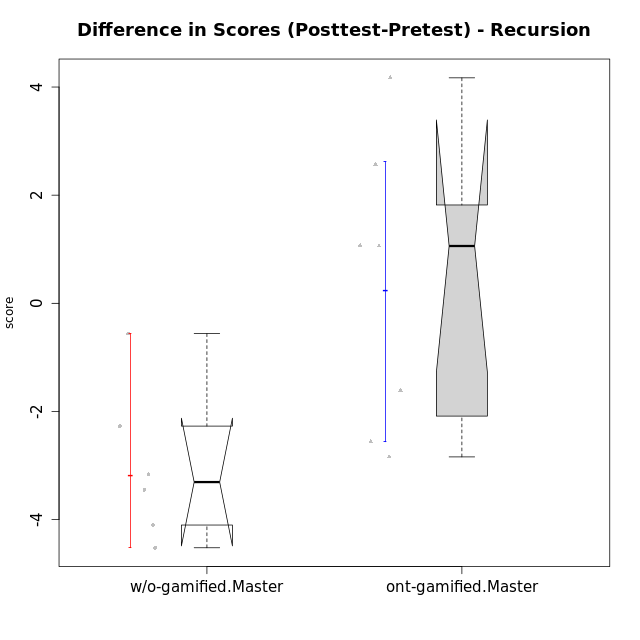 Difference in Scores (Posttest-Pretest) - Recursion
score
4
2
0
-2
-4
w/o-gamified.Master
ont-gamified.Master